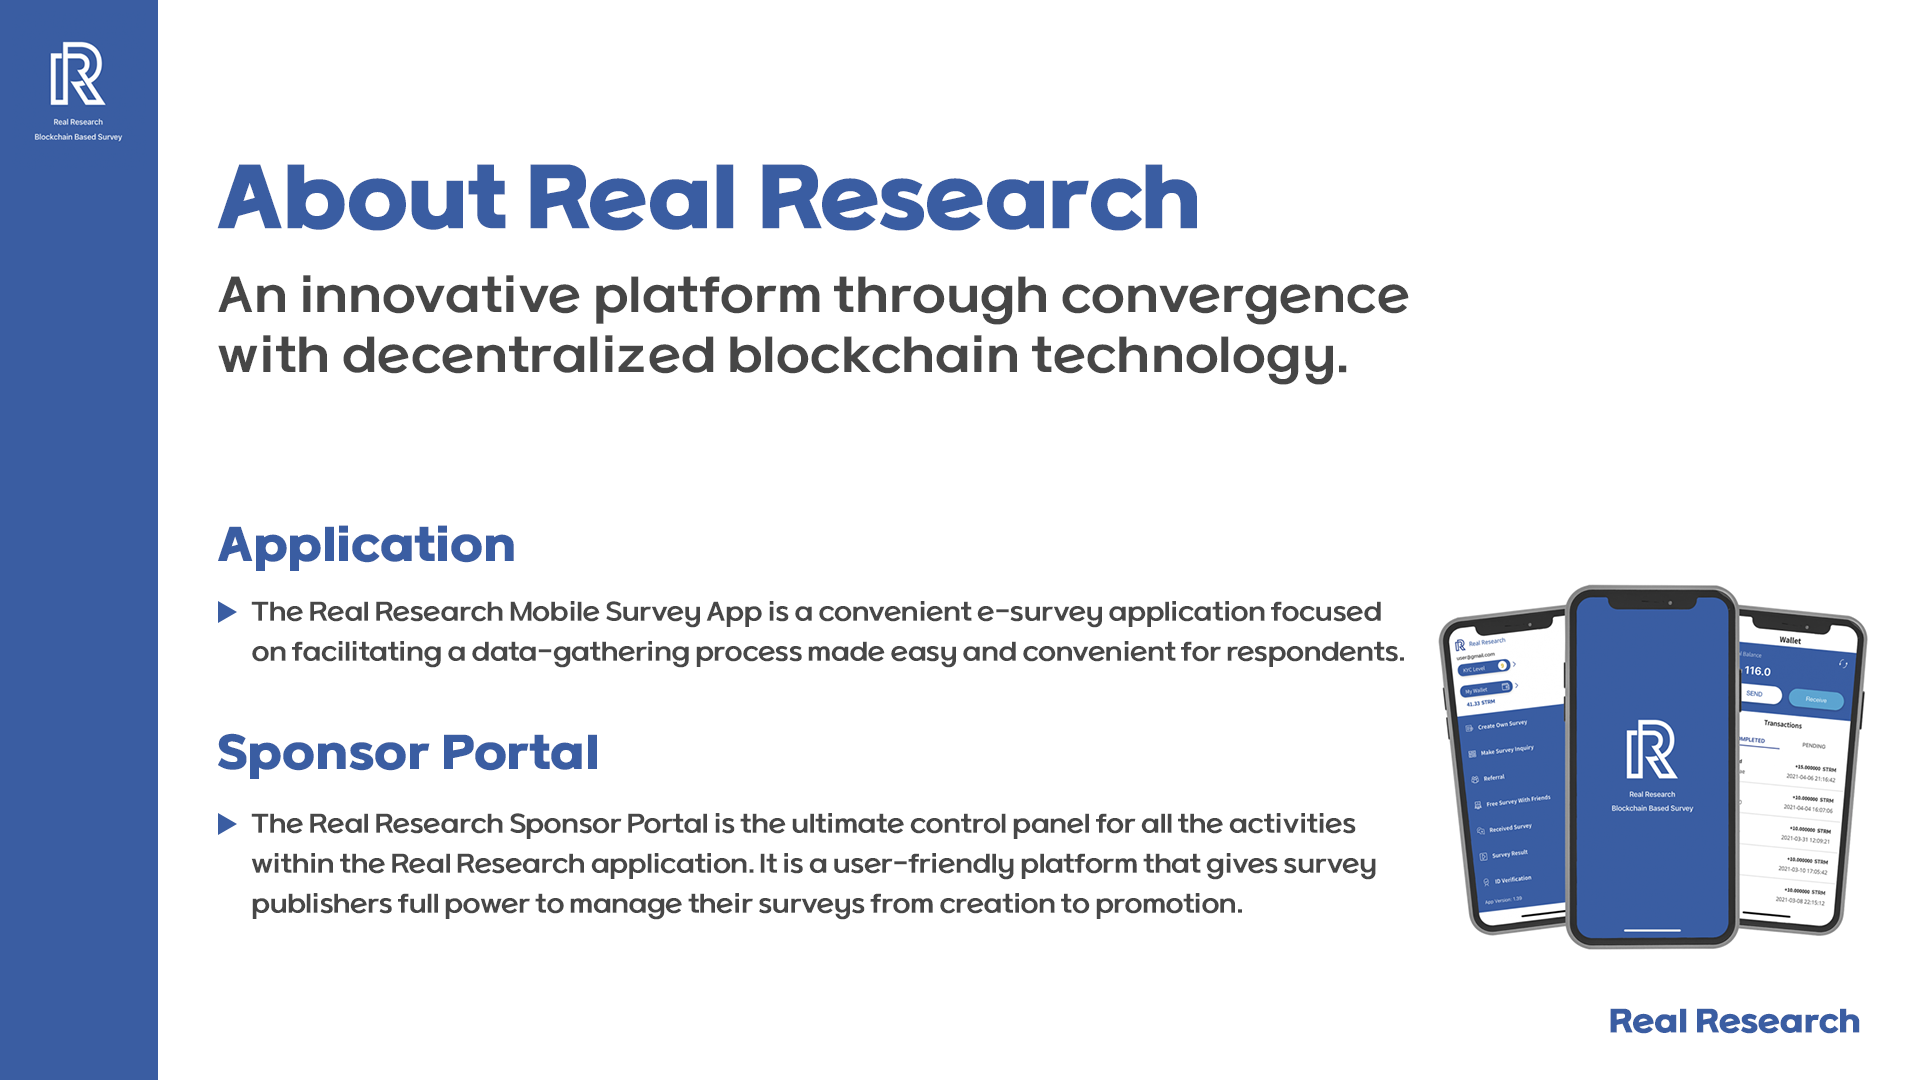 Real Research
Blockchain Based Survey
About Real Research
An innovative platform through convergence
with decentralized blockchain technology.
Application
The Real Research Mobile Survey App is a convenient e-survey application focused
on facilitating a data-gathering process made easy and convenient for respondents.
Sponsor Portal
The Real Research Sponsor Portal is the ultimate control panel for all the activities
within the Real Research application. It is a user-friendly platform that gives survey
publishers full power to manage their surveys from creation to promotion.
Real Research
user@gmail.com
KYC Level
My Wallet
41.33 STRM
Create Own Survey
Make Survey Inquiry
Referral
Free Survey With Friends
Received Survey
Survey Result
ID Verification
App Version: 1.39
Real Research
Blockchain Based Survey
Wallet
Balance
116.0
SEND
Receive
Transactions
MPLETED
PENDING
+15.000000 STRM
2021-04-06 21:16:42
+10.000000 STRM
2021-04-04 16:07:06
+10.000000 STRM
2021-03-31 12:09:21
+10.000000 STRM
2021-03-10 17:05:42
+10.000000 STRM
2021-03-08 22:15:12
Real Research